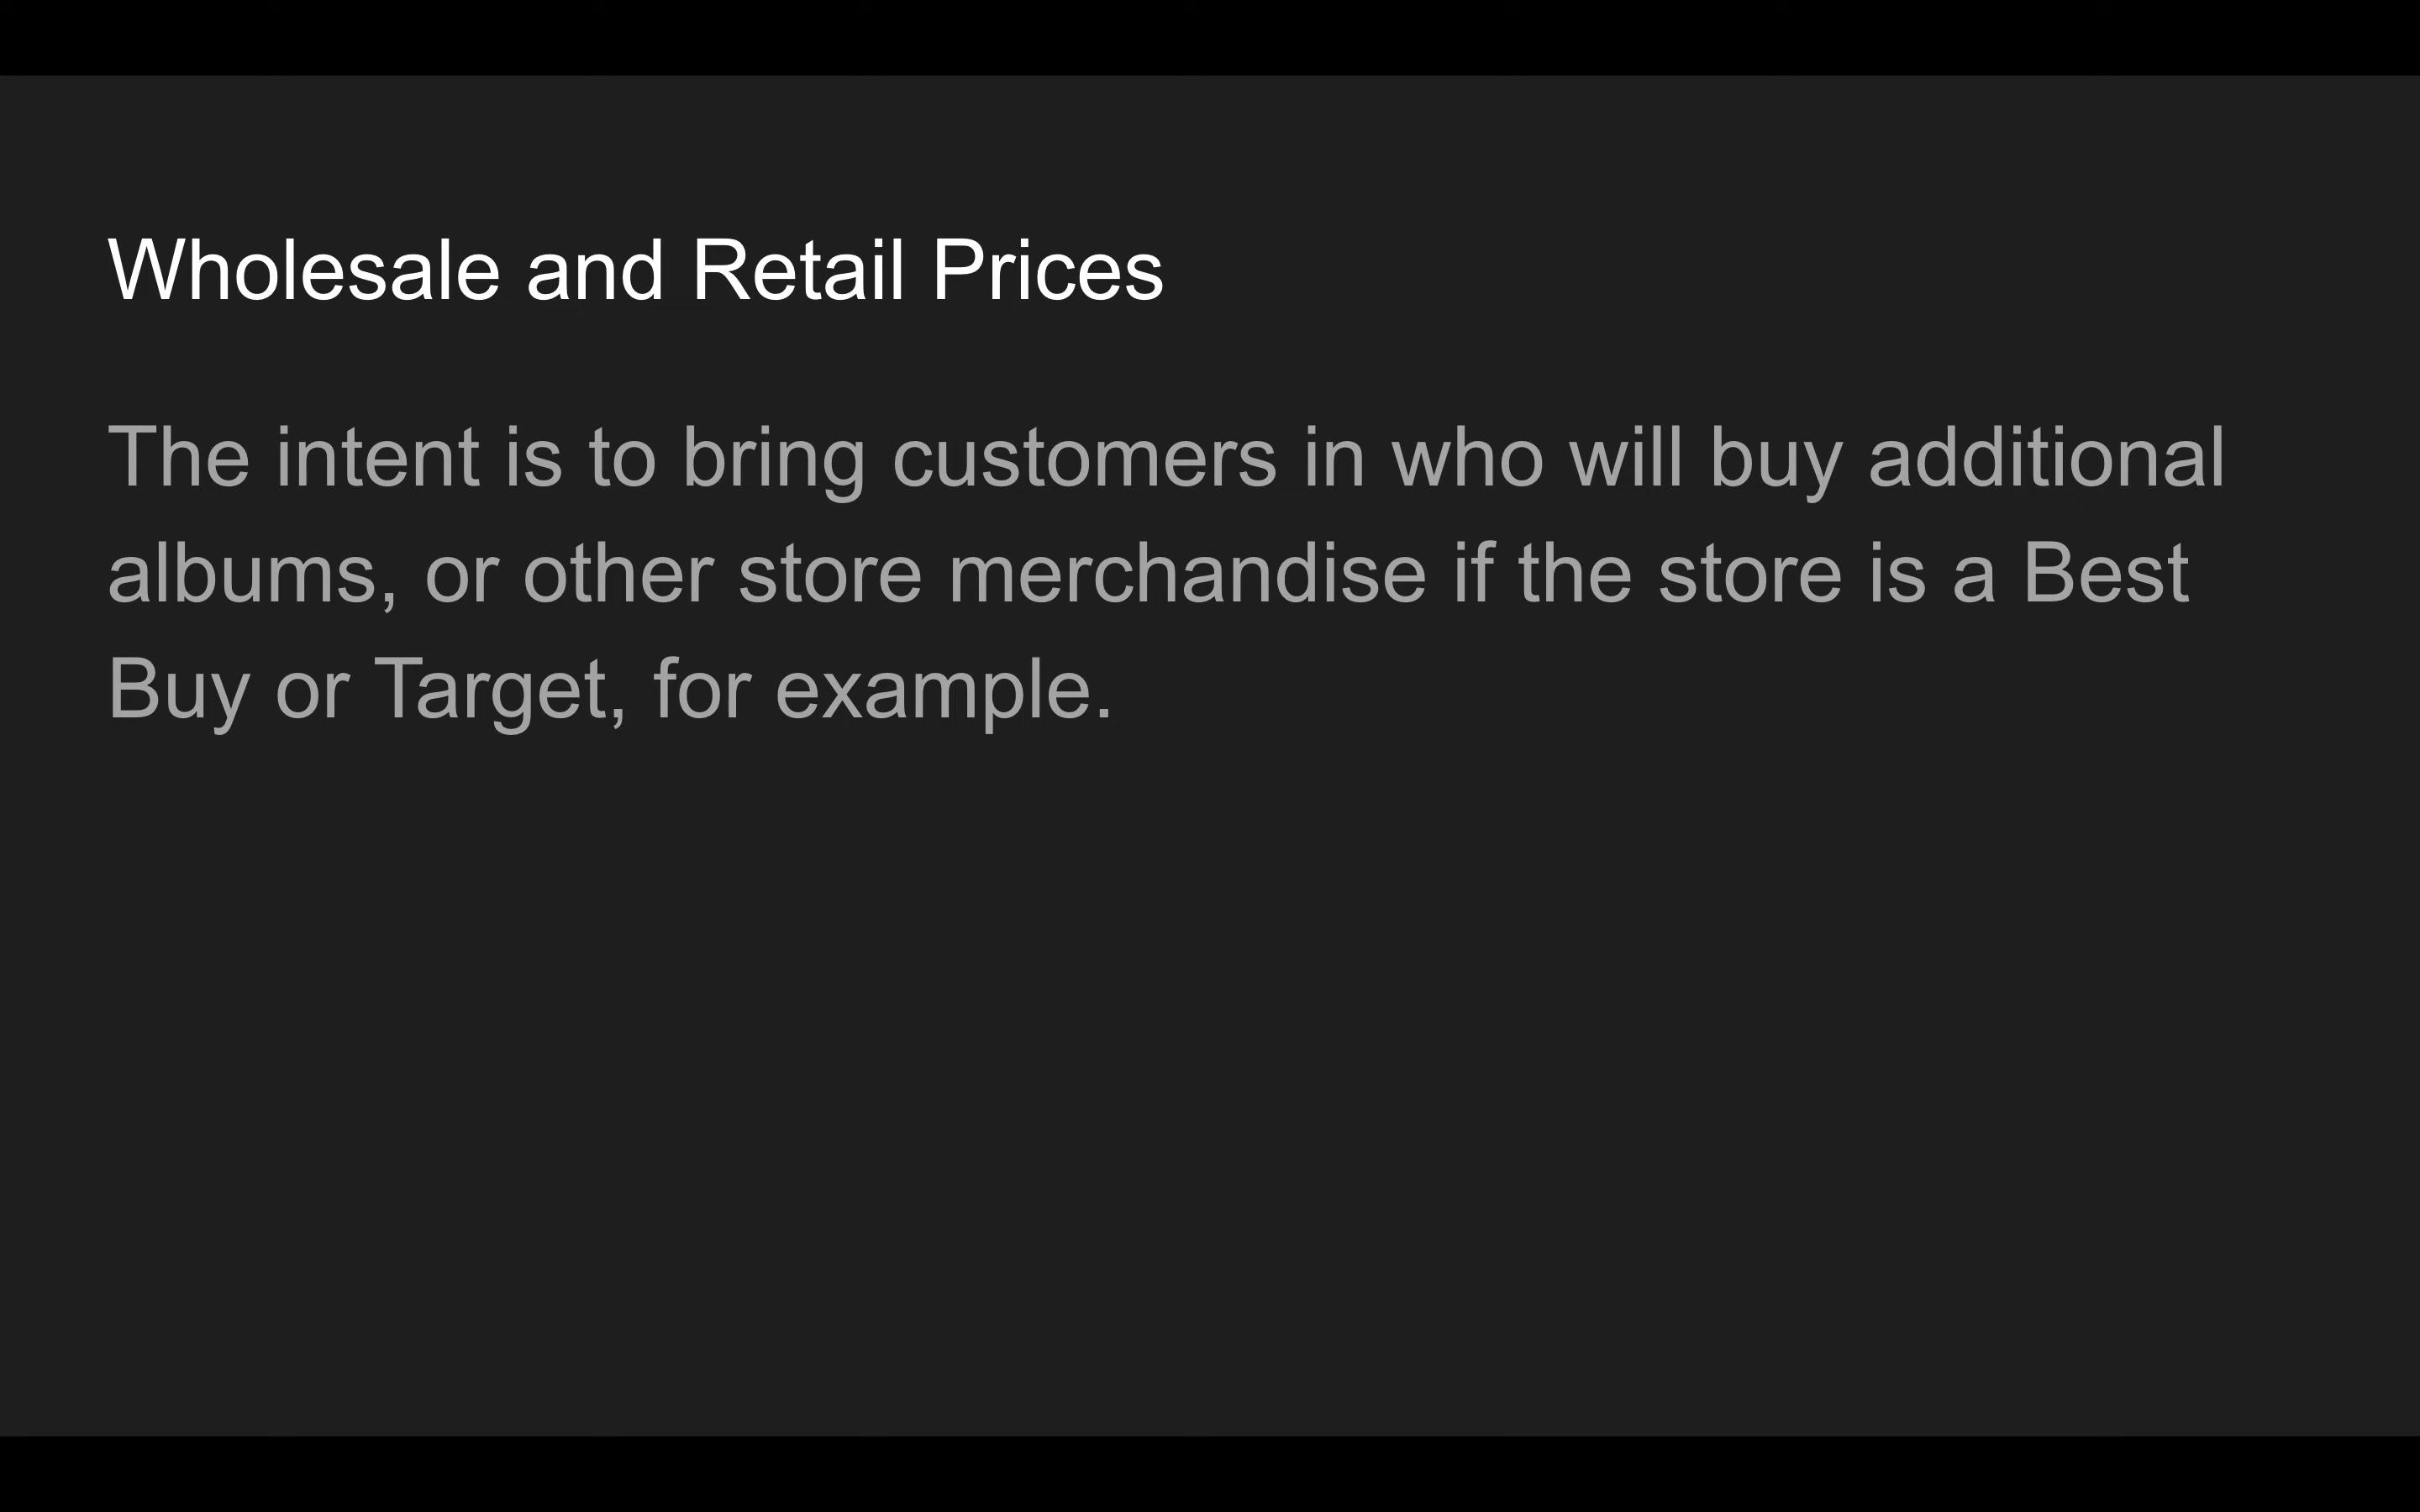 Wholesale and Retail Prices
The intent is to bring customers in who will buy additional
albums, or other store merchandise if the store is a Best
Buy or Target, for example.